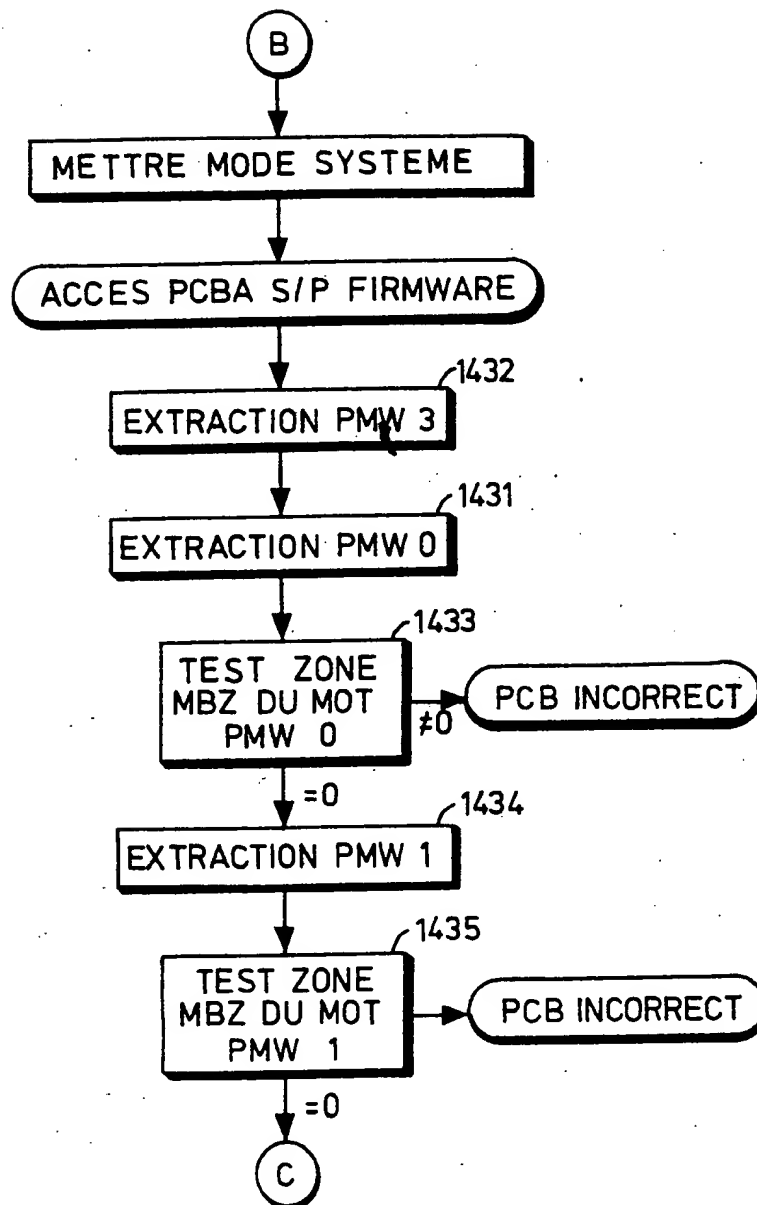 B
METTRE MODE SYSTEME
ACCES PCBA S/P FIRMWARE
1432
EXTRACTION PMW 3
1431
EXTRACTION PMW 0
1433
TEST ZONE
MBZ DU MOT
PMW 0
≠0
PCB INCORRECT
=0
1434
EXTRACTION PMW 1
1435
TEST ZONE
MBZ DU MOT
PMW 1
PCB INCORRECT
=0
C